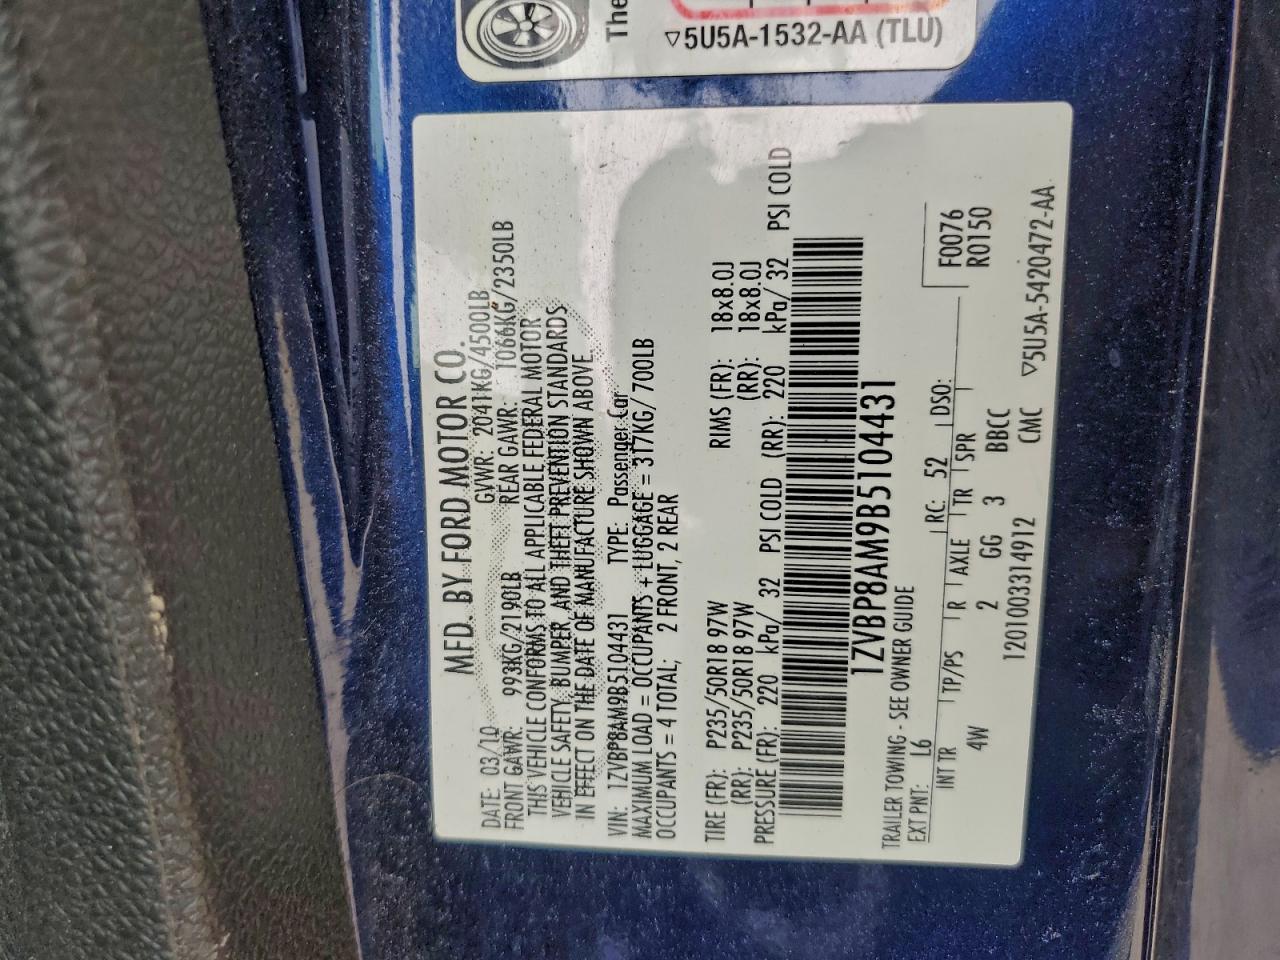 The
▽5U5A-1532-AA (TLU)
MFD. BY FORD MOTOR CO.
DATE: 03/10 GVWR: 2041KG/4500LB
FRONT GAWR: 993KG/2190LB REAR GAWR: 1066KG/2350LB
THIS VEHICLE CONFORMS TO ALL APPLICABLE FEDERAL MOTOR
VEHICLE SAFETY, BUMPER, AND THEFT PREVENTION STANDARDS
IN EFFECT ON THE DATE OF MANUFACTURE SHOWN ABOVE.
VIN: 1ZVBP8AM9B5104431 TYPE: Passenger Car
MAXIMUM LOAD = OCCUPANTS + LUGGAGE = 317KG/700LB
OCCUPANTS = 4 TOTAL; 2 FRONT, 2 REAR
TIRE (FR): P235/50R18 97W RIMS (FR): 18x8.0J
(RR): P235/50R18 97W (RR): 18x8.0J
PRESSURE (FR): 220 kPa/ 32 PSI COLD (RR): 220 kPa/ 32 PSI COLD
1ZVBP8AM9B5104431
TRAILER TOWING - SEE OWNER GUIDE
EXT PNT: L6 RC: 52 DSO: F0076
INT TR TP/PS R AXLE TR SPR R0150
4W 2 GG 3 BBCC
1201003314912 CMC ▽5U5A-5420472-AA